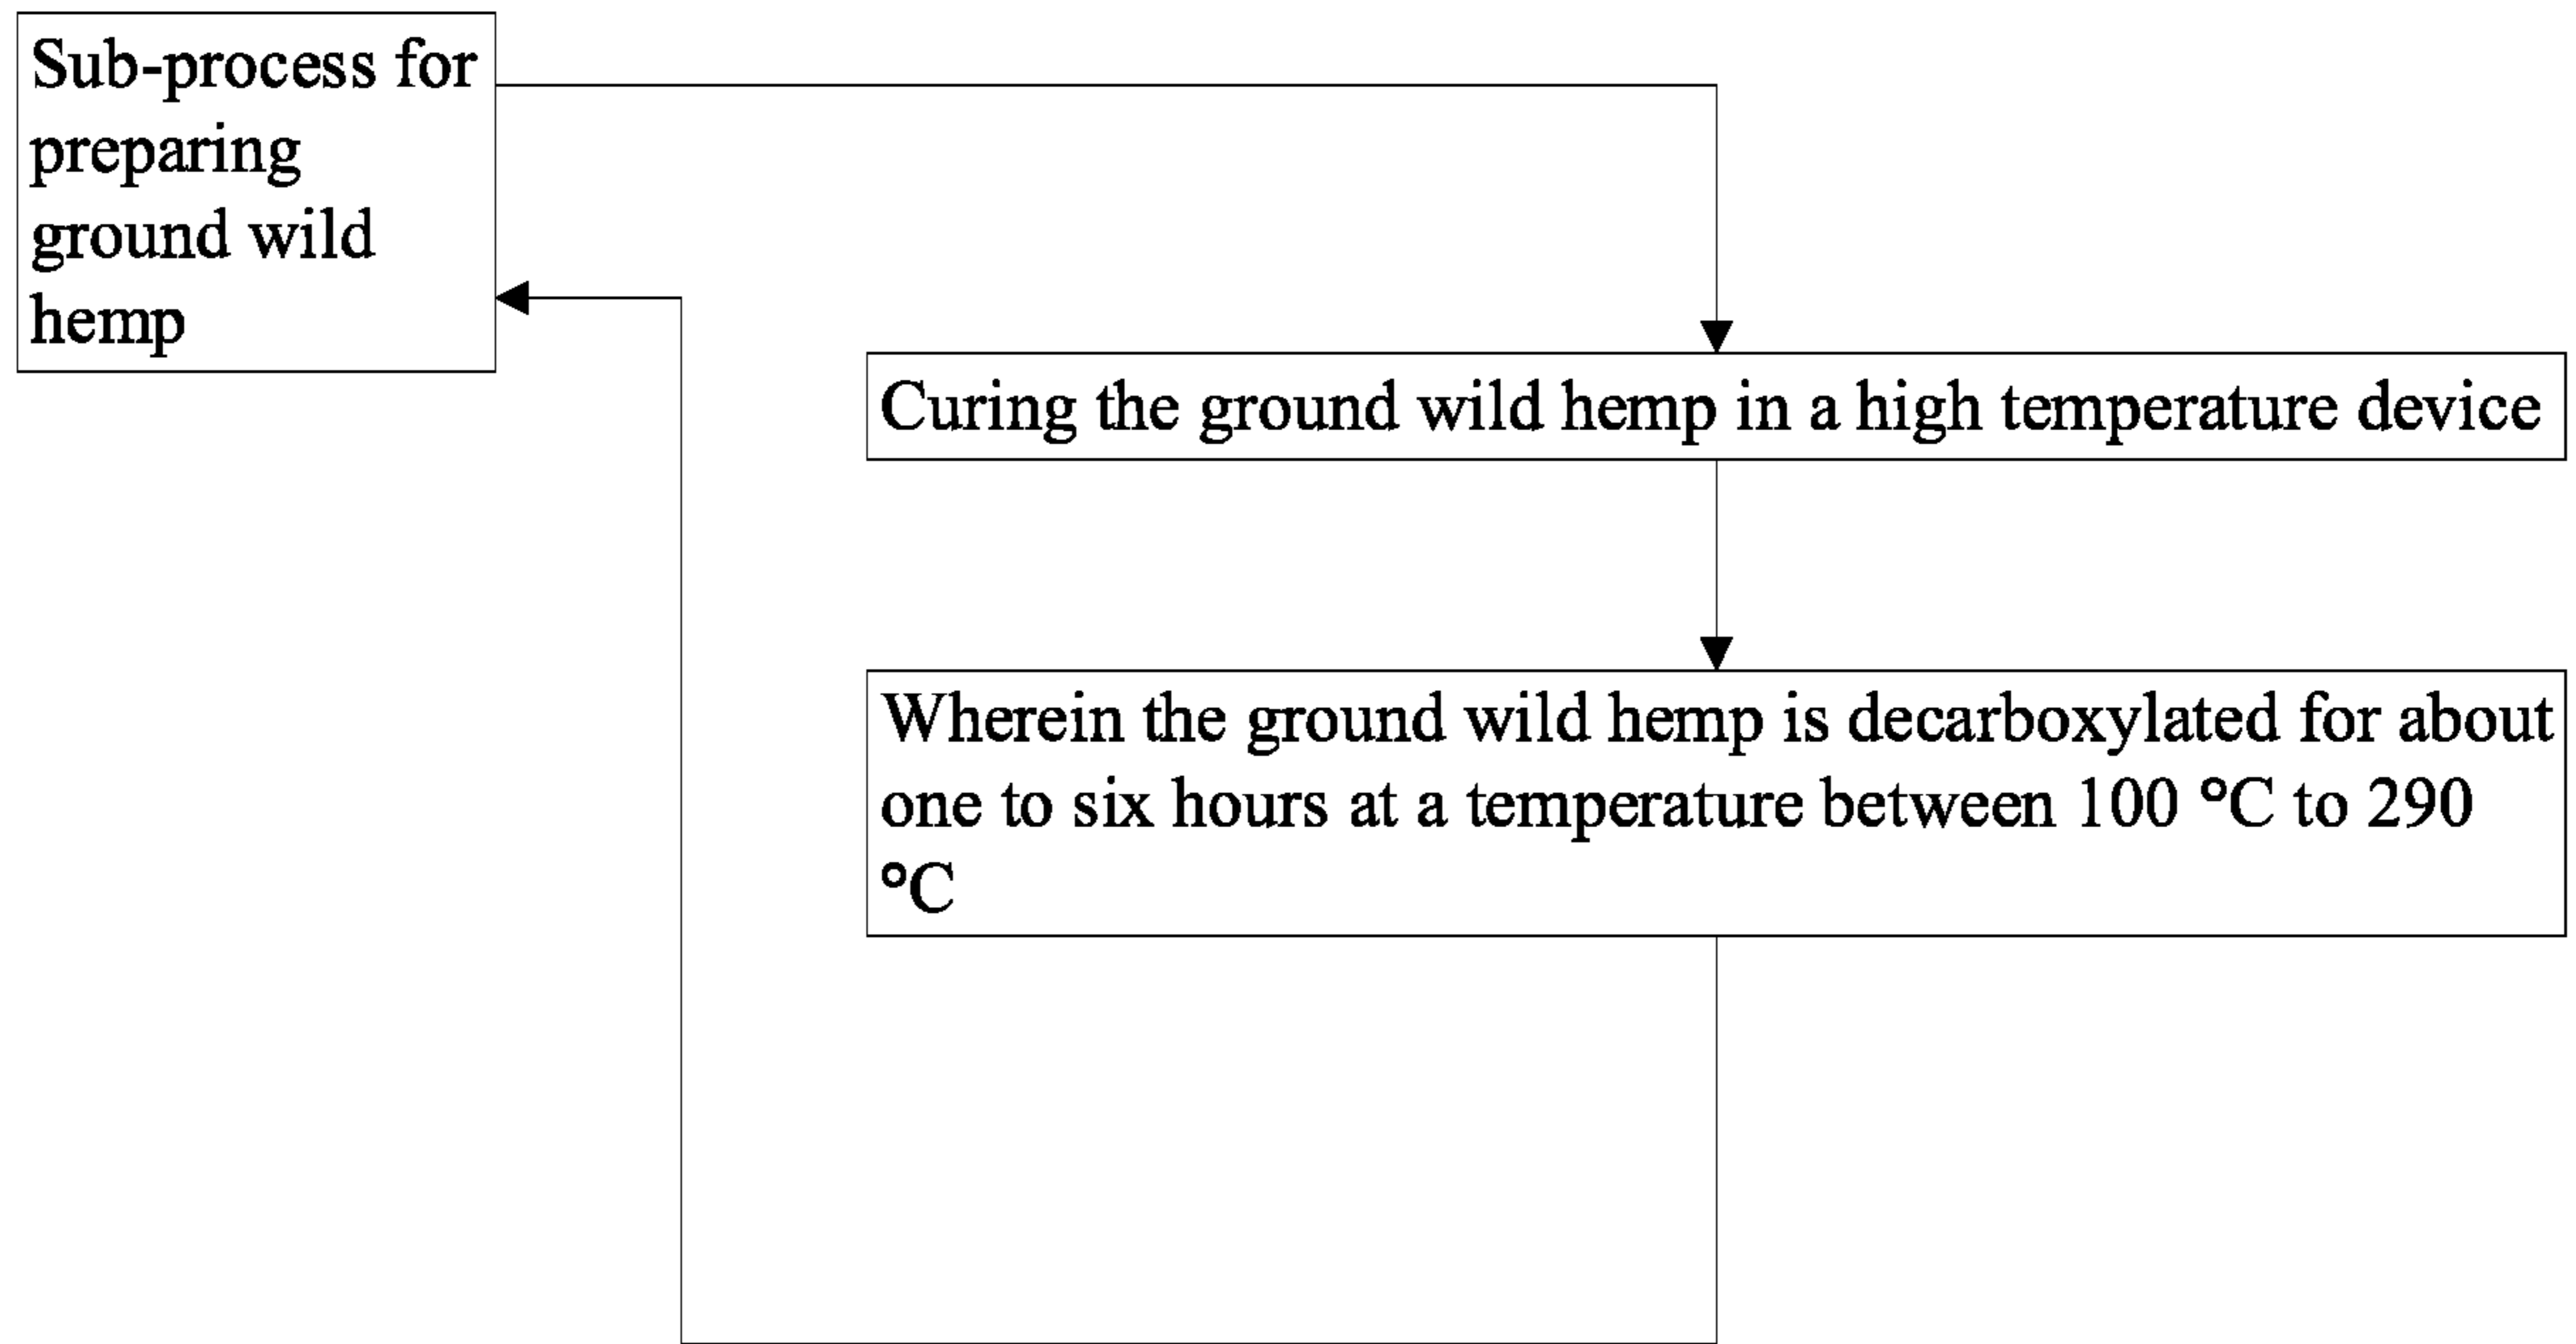 Sub-process for
preparing
ground wild
hemp
Curing the ground wild hemp in a high temperature device
Wherein the ground wild hemp is decarboxylated for about
one to six hours at a temperature between 100 °C to 290
°C